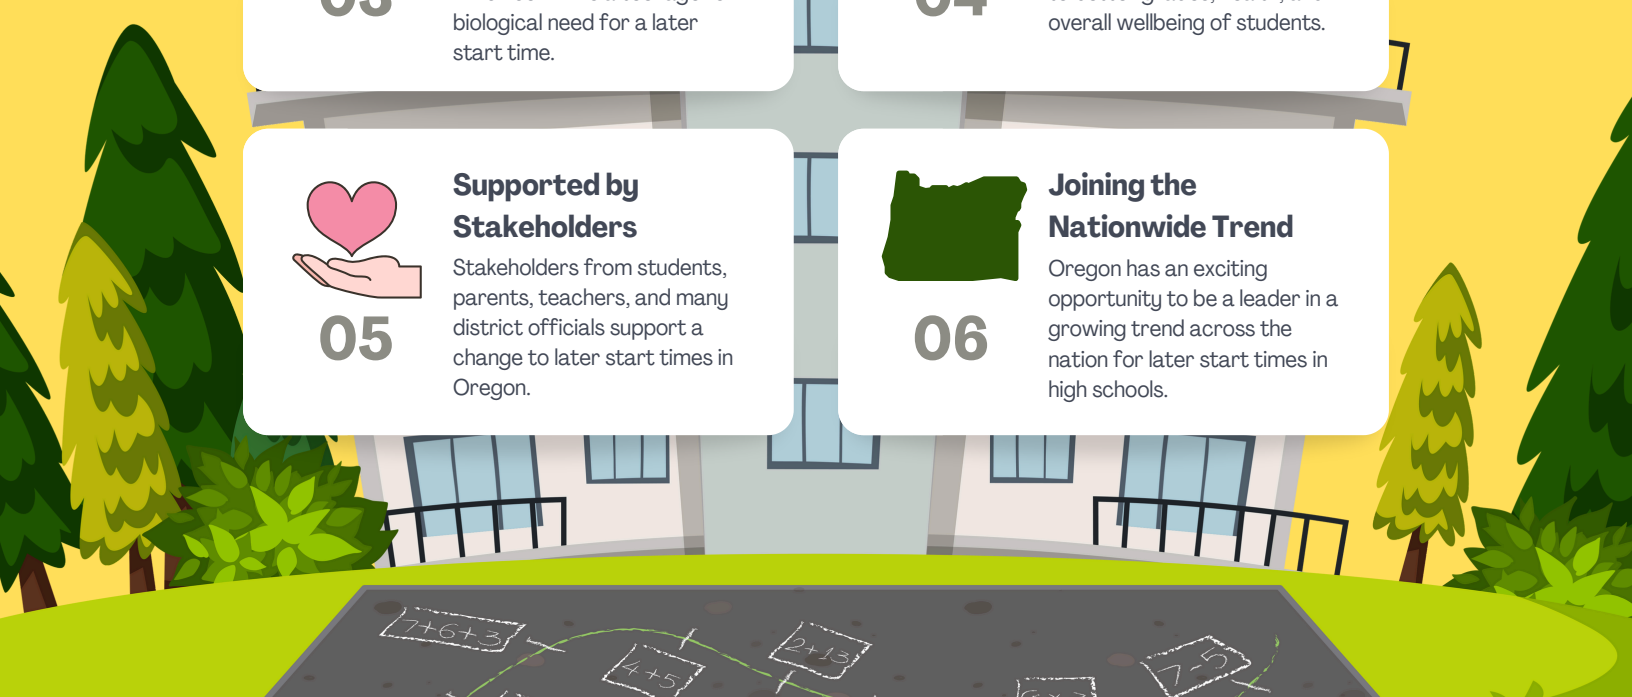 03
biological need for a later
start time.
04
overall wellbeing of students.
Supported by
Stakeholders
Stakeholders from students,
parents, teachers, and many
district officials support a
change to later start times in
Oregon.
05
Joining the
Nationwide Trend
Oregon has an exciting
opportunity to be a leader in a
growing trend across the
nation for later start times in
high schools.
06
7+6+3
4+5
2+13
7-5